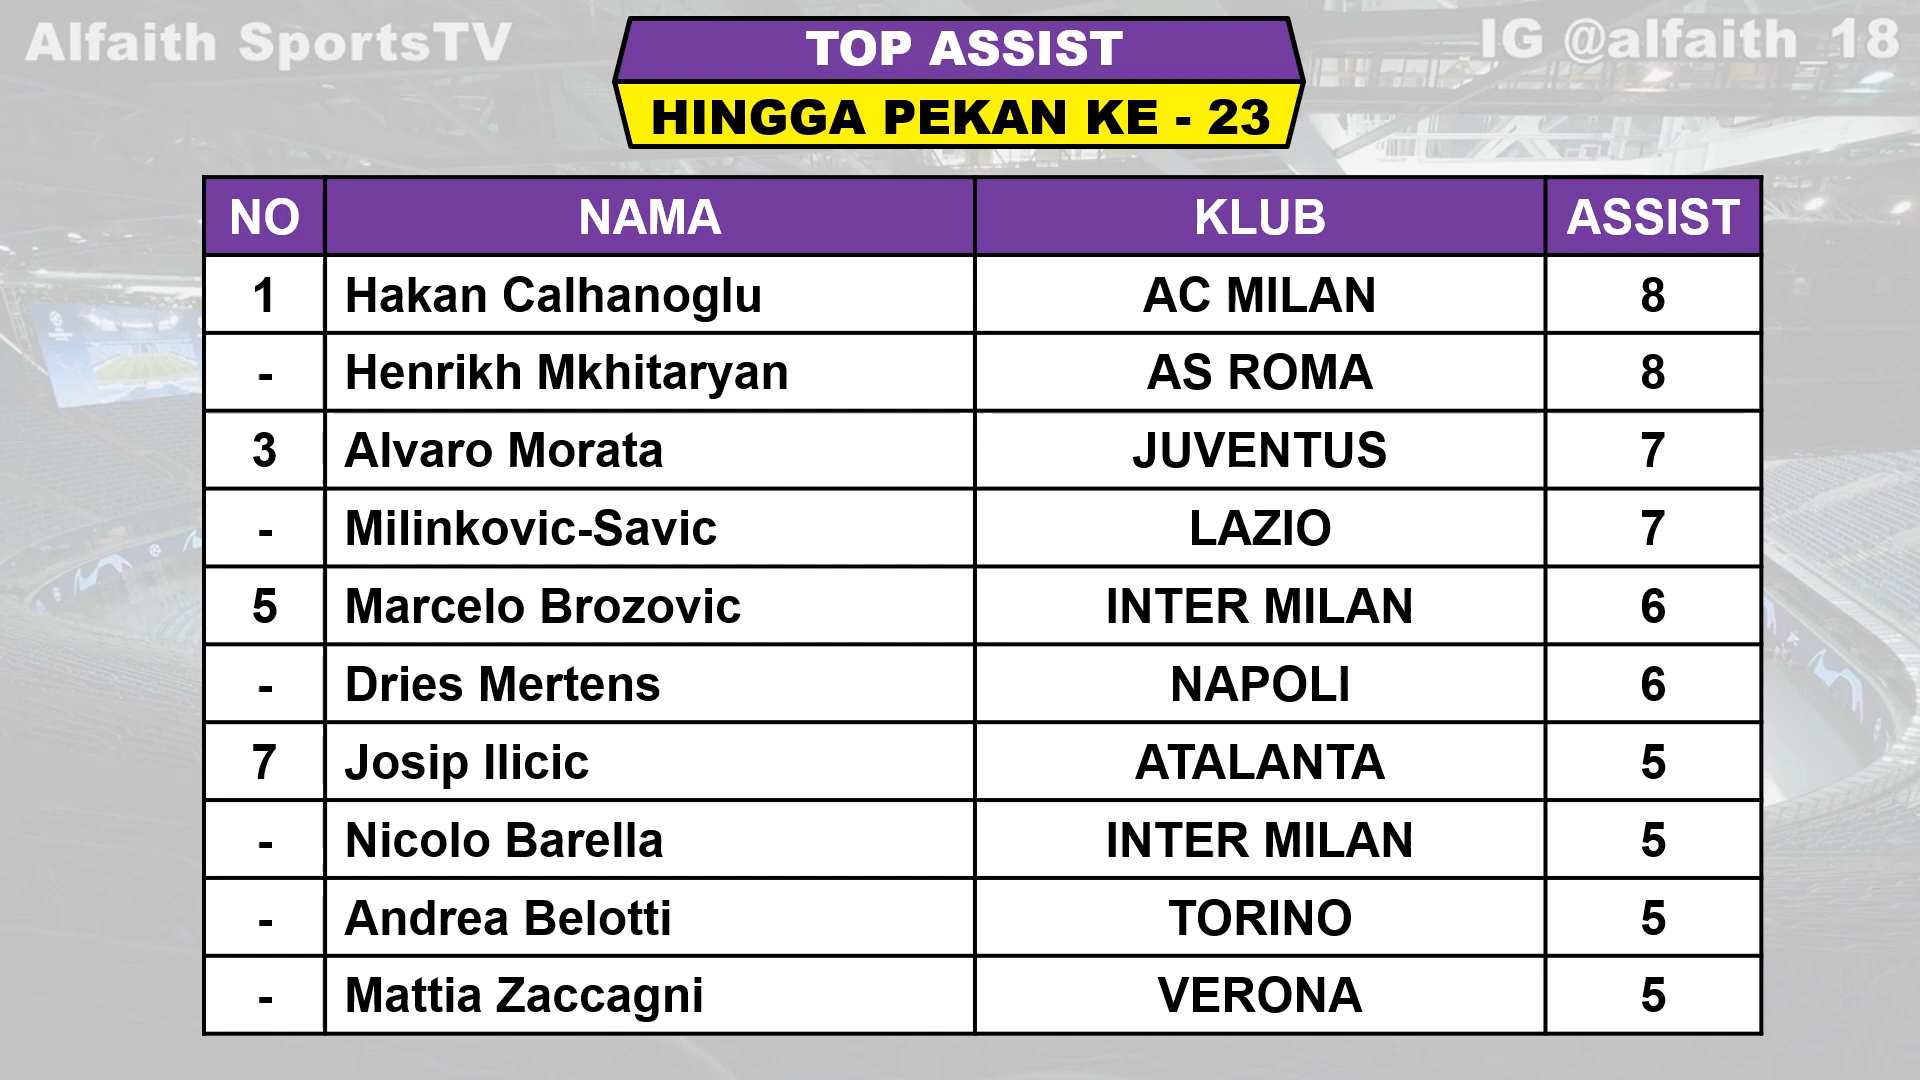 Alfaith SportsTV
IG @alfaith_18
TOP ASSIST
HINGGA PEKAN KE - 23
NO NAMA KLUB ASSIST
1 Hakan Calhanoglu AC MILAN 8
- Henrikh Mkhitaryan AS ROMA 8
3 Alvaro Morata JUVENTUS 7
- Milinkovic-Savic LAZIO 7
5 Marcelo Brozovic INTER MILAN 6
- Dries Mertens NAPOLI 6
7 Josip Ilicic ATALANTA 5
- Nicolo Barella INTER MILAN 5
- Andrea Belotti TORINO 5
- Mattia Zaccagni VERONA 5